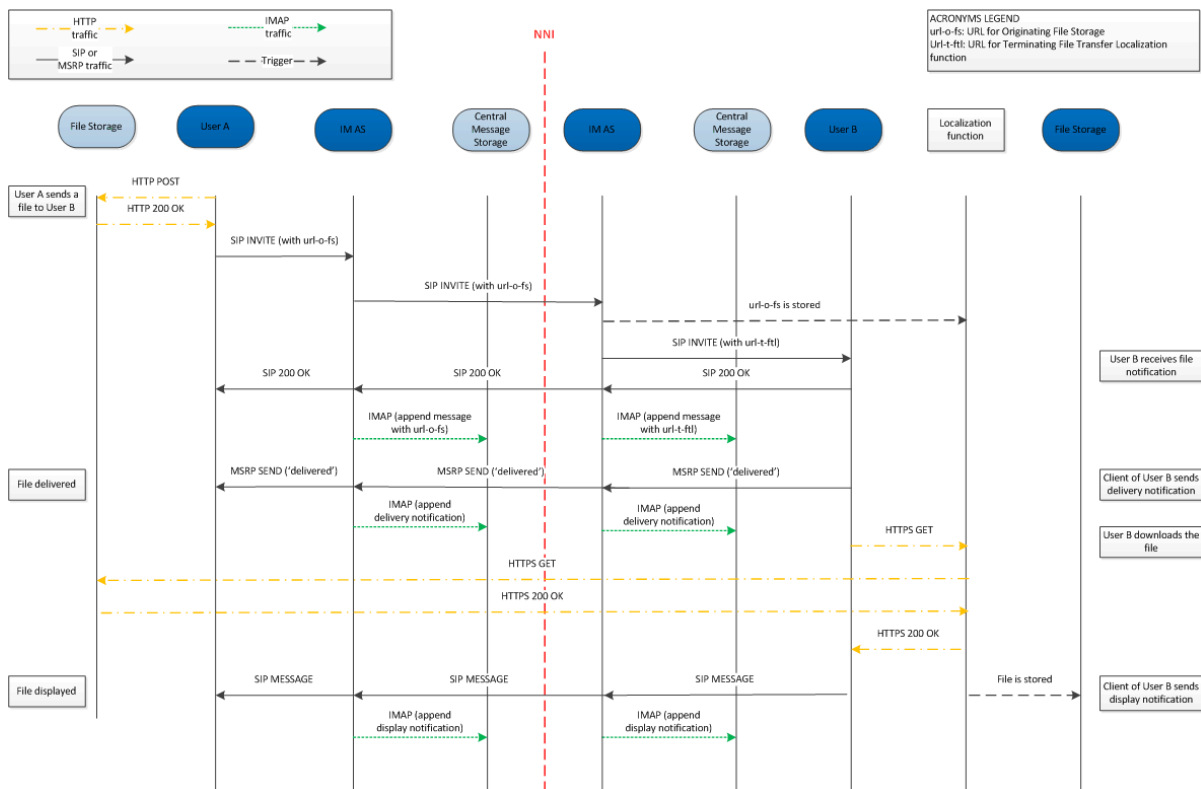 HTTP
traffic
IMAP
traffic
SIP or
MSRP traffic
Trigger
NNI
ACRONYMS LEGEND
url-o-fs: URL for Originating File Storage
Url-t-ftl: URL for Terminating File Transfer Localization
function
File Storage
User A
IM AS
Central
Message
Storage
IM AS
Central
Message
Storage
User B
Localization
function
File Storage
User A sends a
file to User B
HTTP POST
HTTP 200 OK
SIP INVITE (with url-o-fs)
SIP INVITE (with url-o-fs)
url-o-fs is stored
SIP INVITE (with url-t-ftl)
User B receives file
notification
SIP 200 OK
SIP 200 OK
SIP 200 OK
IMAP (append message
with url-o-fs)
IMAP (append message
with url-t-ftl)
File delivered
MSRP SEND ('delivered')
MSRP SEND ('delivered')
MSRP SEND ('delivered')
Client of User B sends
delivery notification
IMAP (append
delivery notification)
IMAP (append
delivery notification)
HTTPS GET
User B downloads the
file
HTTPS GET
HTTPS 200 OK
HTTPS 200 OK
File displayed
SIP MESSAGE
SIP MESSAGE
SIP MESSAGE
File is stored
Client of User B sends
display notification
IMAP (append
display notification)
IMAP (append
display notification)